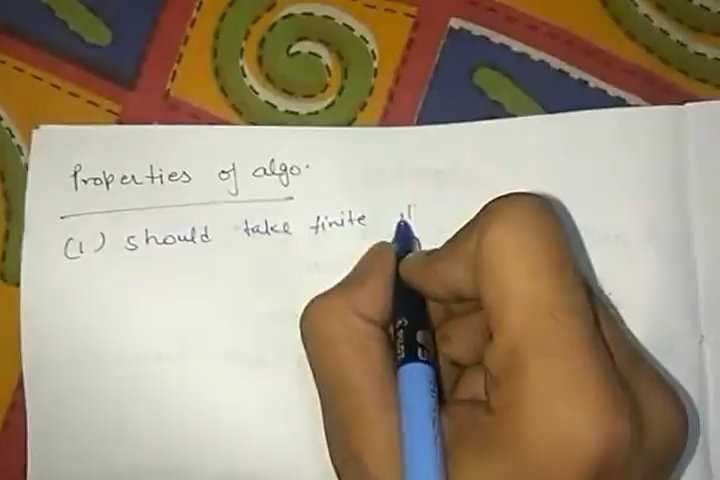 Properties of algo.
(1) should take finite